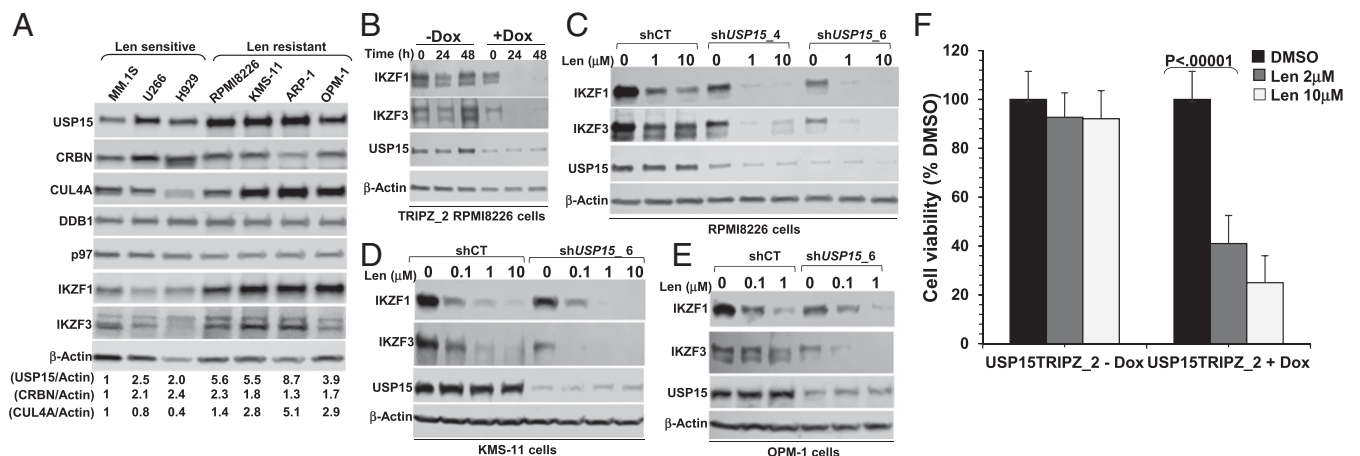 A
Len sensitive Len resistant
MM.1S U266 H929 RPMI8226 KMS-11 ARP-1 OPM-1
USP15
CRBN
CUL4A
DDB1
p97
IKZF1
IKZF3
β-Actin
(USP15/Actin) 1 2.5 2.0 5.6 5.5 8.7 3.9
(CRBN/Actin) 1 2.1 2.4 2.3 1.8 1.3 1.7
(CUL4A/Actin) 1 0.8 0.4 1.4 2.8 5.1 2.9
B
-Dox +Dox
Time (h) 0 24 48 0 24 48
IKZF1
IKZF3
USP15
β-Actin
TRIPZ_2 RPMI8226 cells
C
shCT shUSP15_4 shUSP15_6
Len (μM) 0 1 10 0 1 10 0 1 10
IKZF1
IKZF3
USP15
β-Actin
RPMI8226 cells
D
shCT shUSP15_6
Len (μM) 0 0.1 1 10 0 0.1 1 10
IKZF1
IKZF3
USP15
β-Actin
KMS-11 cells
E
shCT shUSP15_6
Len (μM) 0 0.1 1 0 0.1 1
IKZF1
IKZF3
USP15
β-Actin
OPM-1 cells
F
Cell viability (% DMSO)
120
100
80
60
40
20
0
P<.00001
DMSO
Len 2μM
Len 10μM
USP15TRIPZ_2 - Dox USP15TRIPZ_2 + Dox